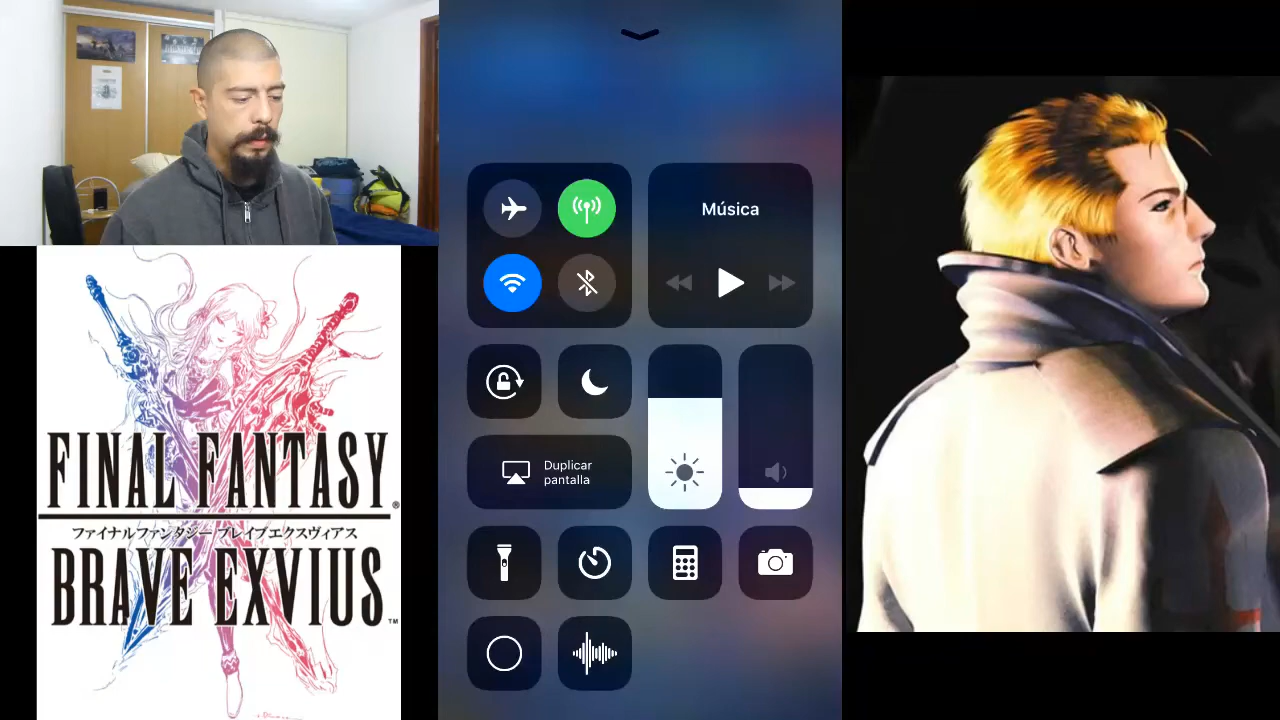 Música
Duplicar
pantalla
FINAL FANTASY®
ファイナルファンタジー ブレイブエクスヴィアス
BRAVE EXVIUS™